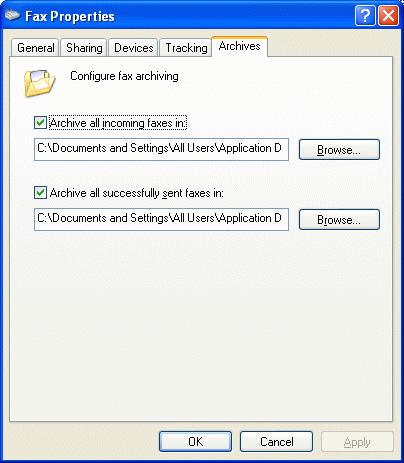 Fax Properties
General Sharing Devices Tracking Archives
Configure fax archiving
Archive all incoming faxes in:
C:\Documents and Settings\All Users\Application D Browse...
Archive all successfully sent faxes in:
C:\Documents and Settings\All Users\Application D Browse...
OK Cancel Apply